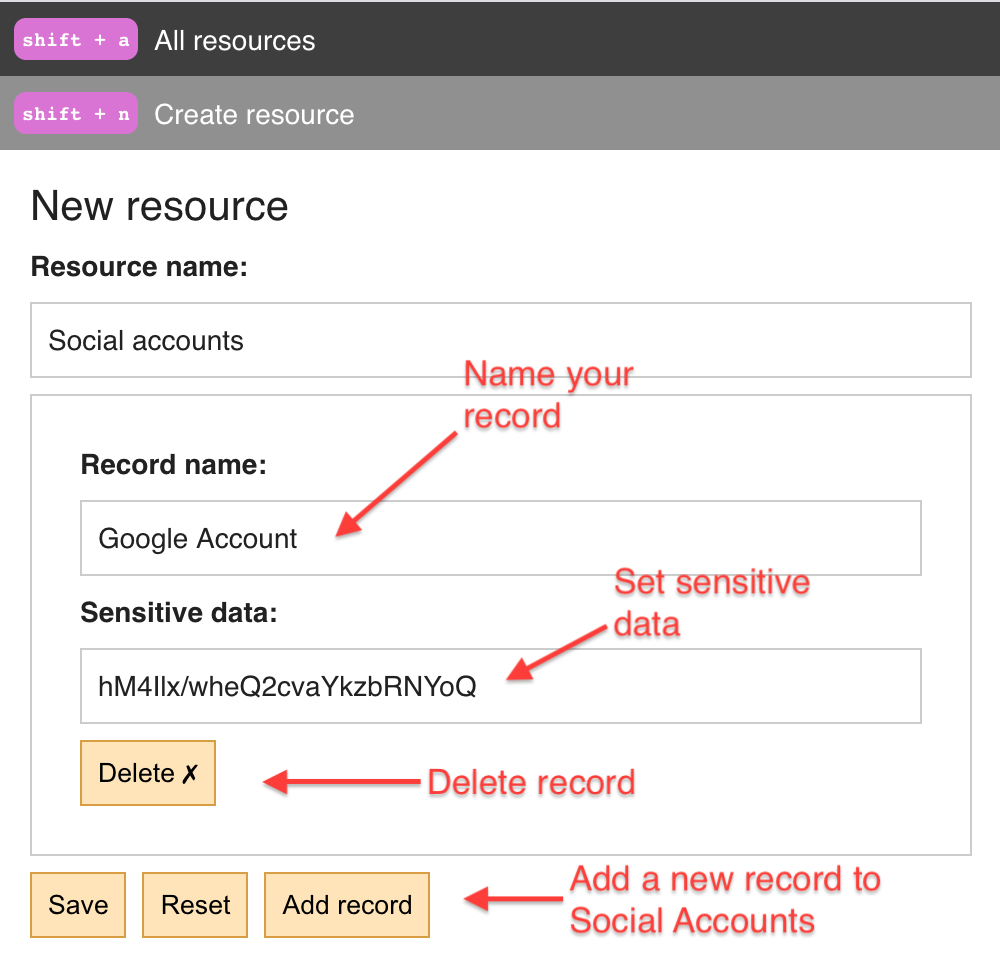 shift + a All resources
shift + n Create resource
New resource
Resource name:
Social accounts
Name your
record
Record name:
Google Account
Set sensitive
data
Sensitive data:
hM4Ilx/wheQ2cvaYkzbRNYoQ
Delete ✗
Delete record
Save
Reset
Add record
Add a new record to
Social Accounts